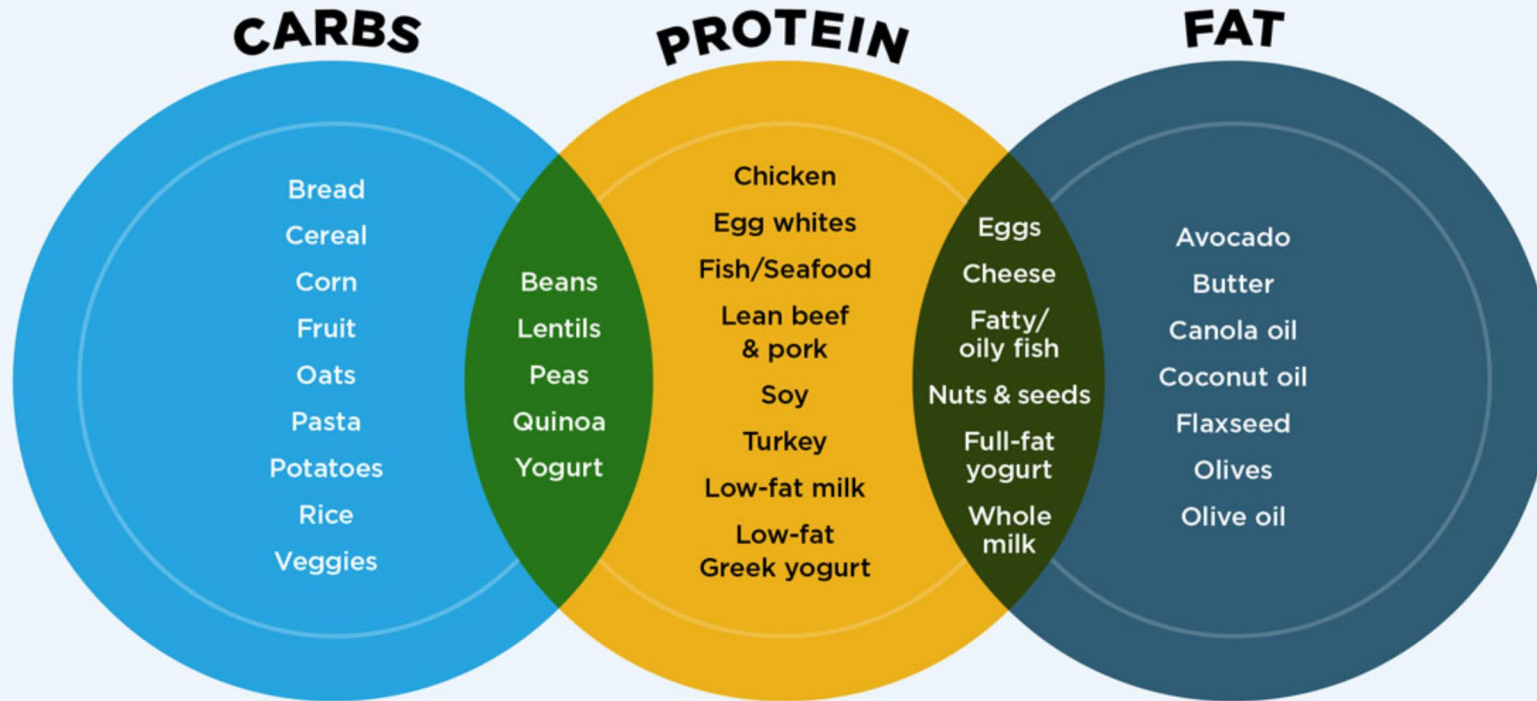 CARBS
PROTEIN
FAT
Bread
Cereal
Corn
Fruit
Oats
Pasta
Potatoes
Rice
Veggies
Beans
Lentils
Peas
Quinoa
Yogurt
Chicken
Egg whites
Fish/Seafood
Lean beef
& pork
Soy
Turkey
Low-fat milk
Low-fat
Greek yogurt
Eggs
Cheese
Fatty/
oily fish
Nuts & seeds
Full-fat
yogurt
Whole
milk
Avocado
Butter
Canola oil
Coconut oil
Flaxseed
Olives
Olive oil